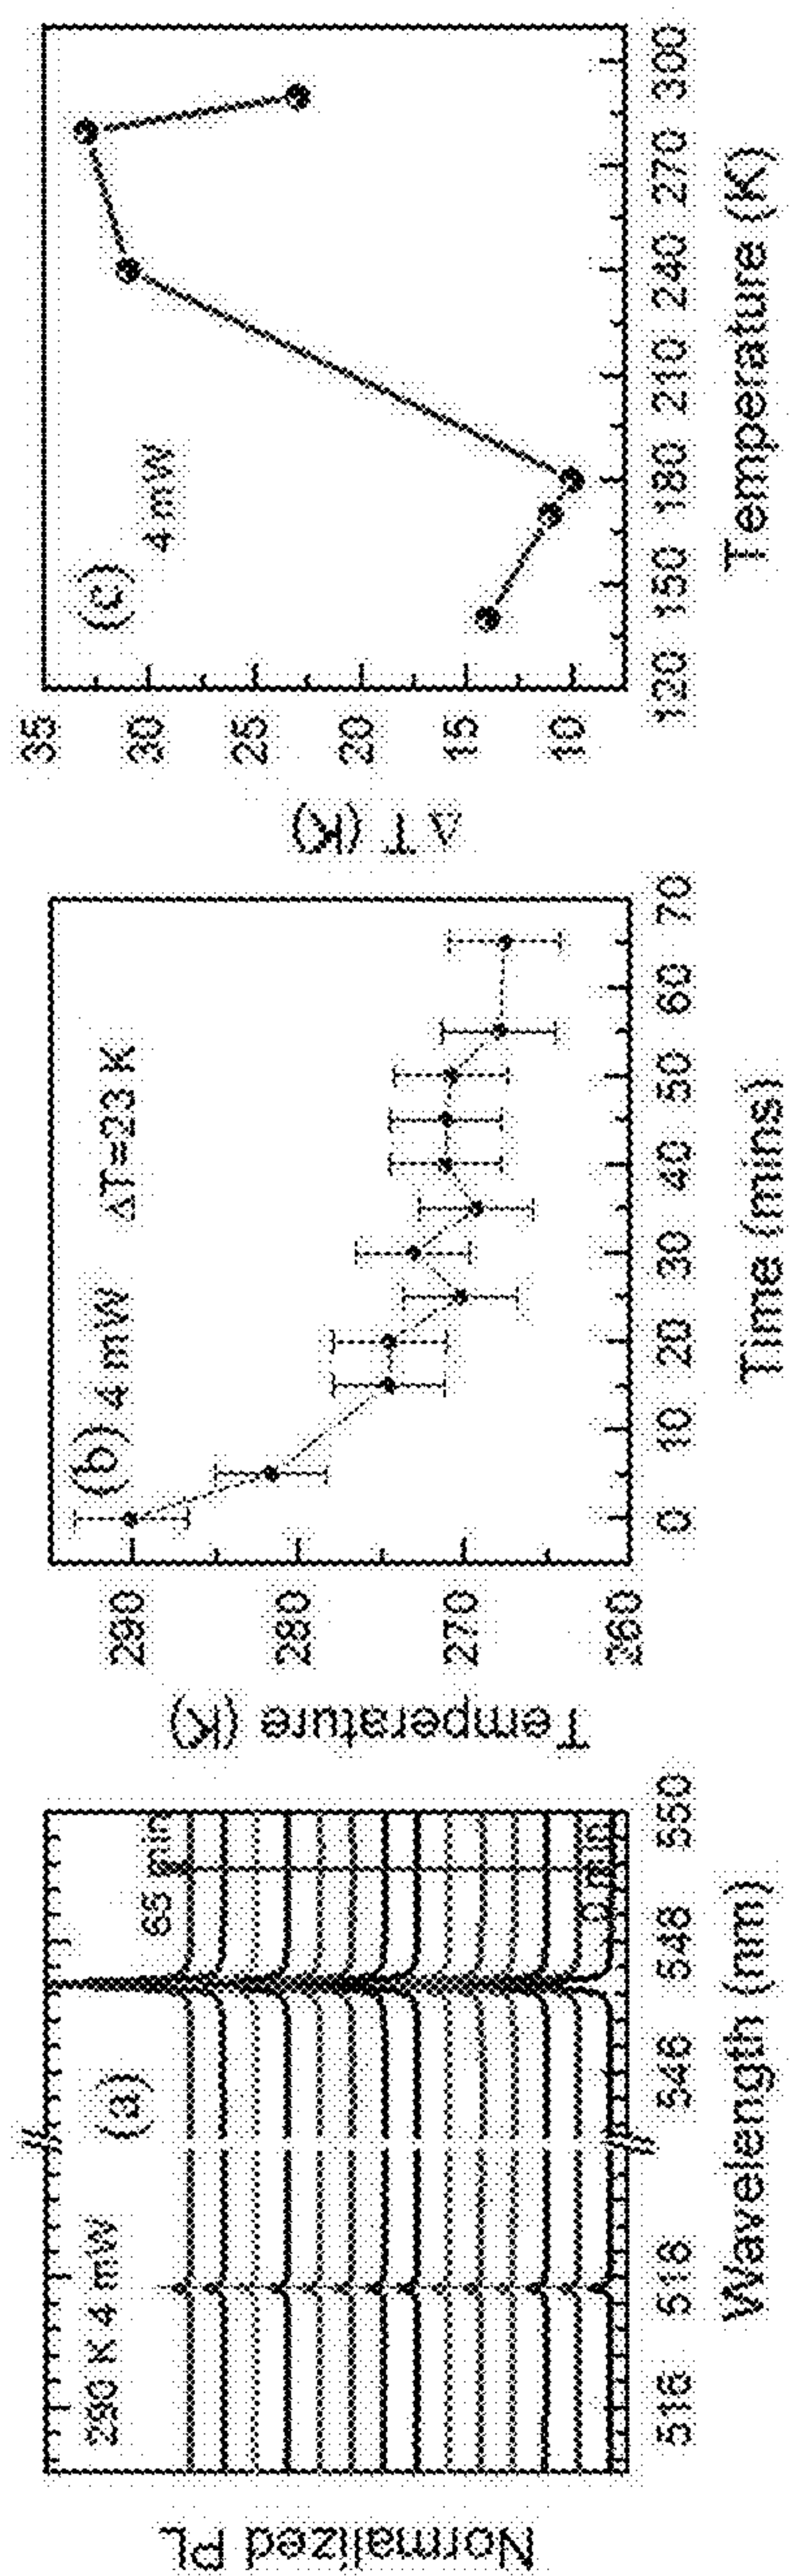 290 K 4 mW
(a)
65 min
0 min
Normalized PL
546
548
550
Wavelength (nm)
(b) 4 mW
ΔT=23 K
290
280
270
260
Temperature (K)
0 10 20 30 40 50 60 70
Time (mins)
(c)
4 mW
35
30
25
20
15
10
ΔT (K)
120 150 180 210 240 270 300
Temperature (K)